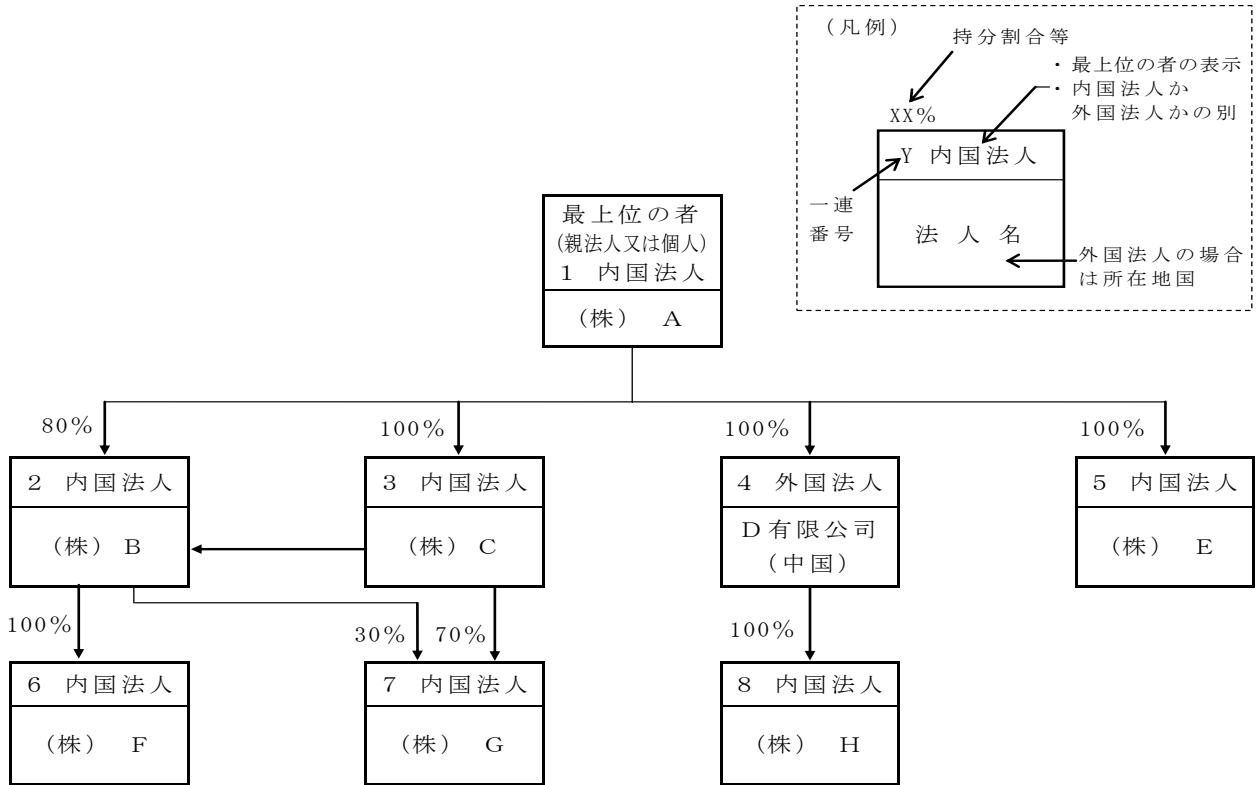 （凡例）
持分割合等
・最上位の者の表示
・内国法人か
外国法人かの別
XX%
Y 内国法人
一連
番号
法人名
外国法人の場合
は所在地国
最上位の者
（親法人又は個人）
1 内国法人
（株） A
80%
100%
100%
100%
2 内国法人
（株） B
3 内国法人
（株） C
4 外国法人
D有限公司
（中国）
5 内国法人
（株） E
100%
30%
70%
100%
6 内国法人
（株） F
7 内国法人
（株） G
8 内国法人
（株） H